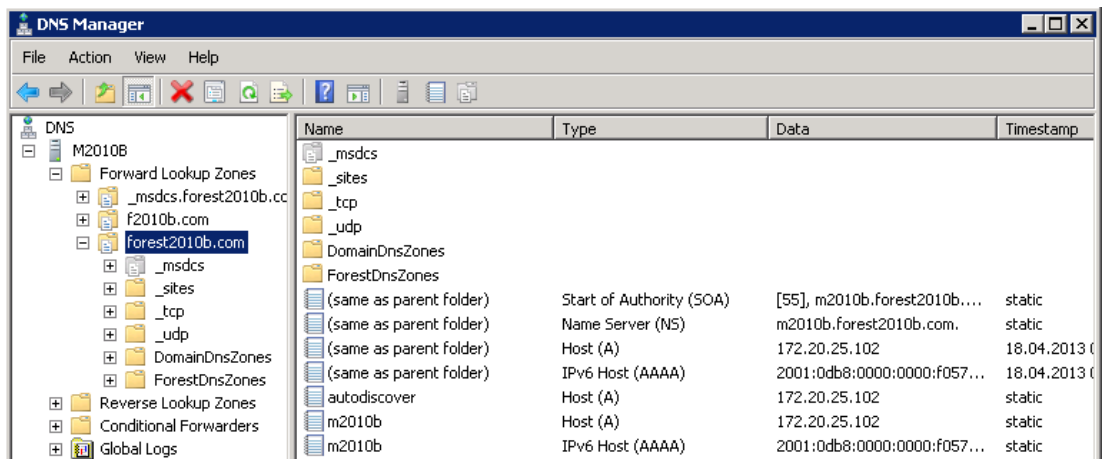 DNS Manager
File Action View Help
DNS
M2010B
Forward Lookup Zones
_msdcs.forest2010b.cc
f2010b.com
forest2010b.com
_msdcs
_sites
_tcp
_udp
DomainDnsZones
ForestDnsZones
Reverse Lookup Zones
Conditional Forwarders
Global Logs
Name Type Data Timestamp
_msdcs
_sites
_tcp
_udp
DomainDnsZones
ForestDnsZones
(same as parent folder) Start of Authority (SOA) [55], m2010b.forest2010b.... static
(same as parent folder) Name Server (NS) m2010b.forest2010b.com. static
(same as parent folder) Host (A) 172.20.25.102 18.04.2013
(same as parent folder) IPv6 Host (AAAA) 2001:0db8:0000:0000:f057... 18.04.2013
autodiscover Host (A) 172.20.25.102 static
m2010b Host (A) 172.20.25.102 static
m2010b IPv6 Host (AAAA) 2001:0db8:0000:0000:f057... static